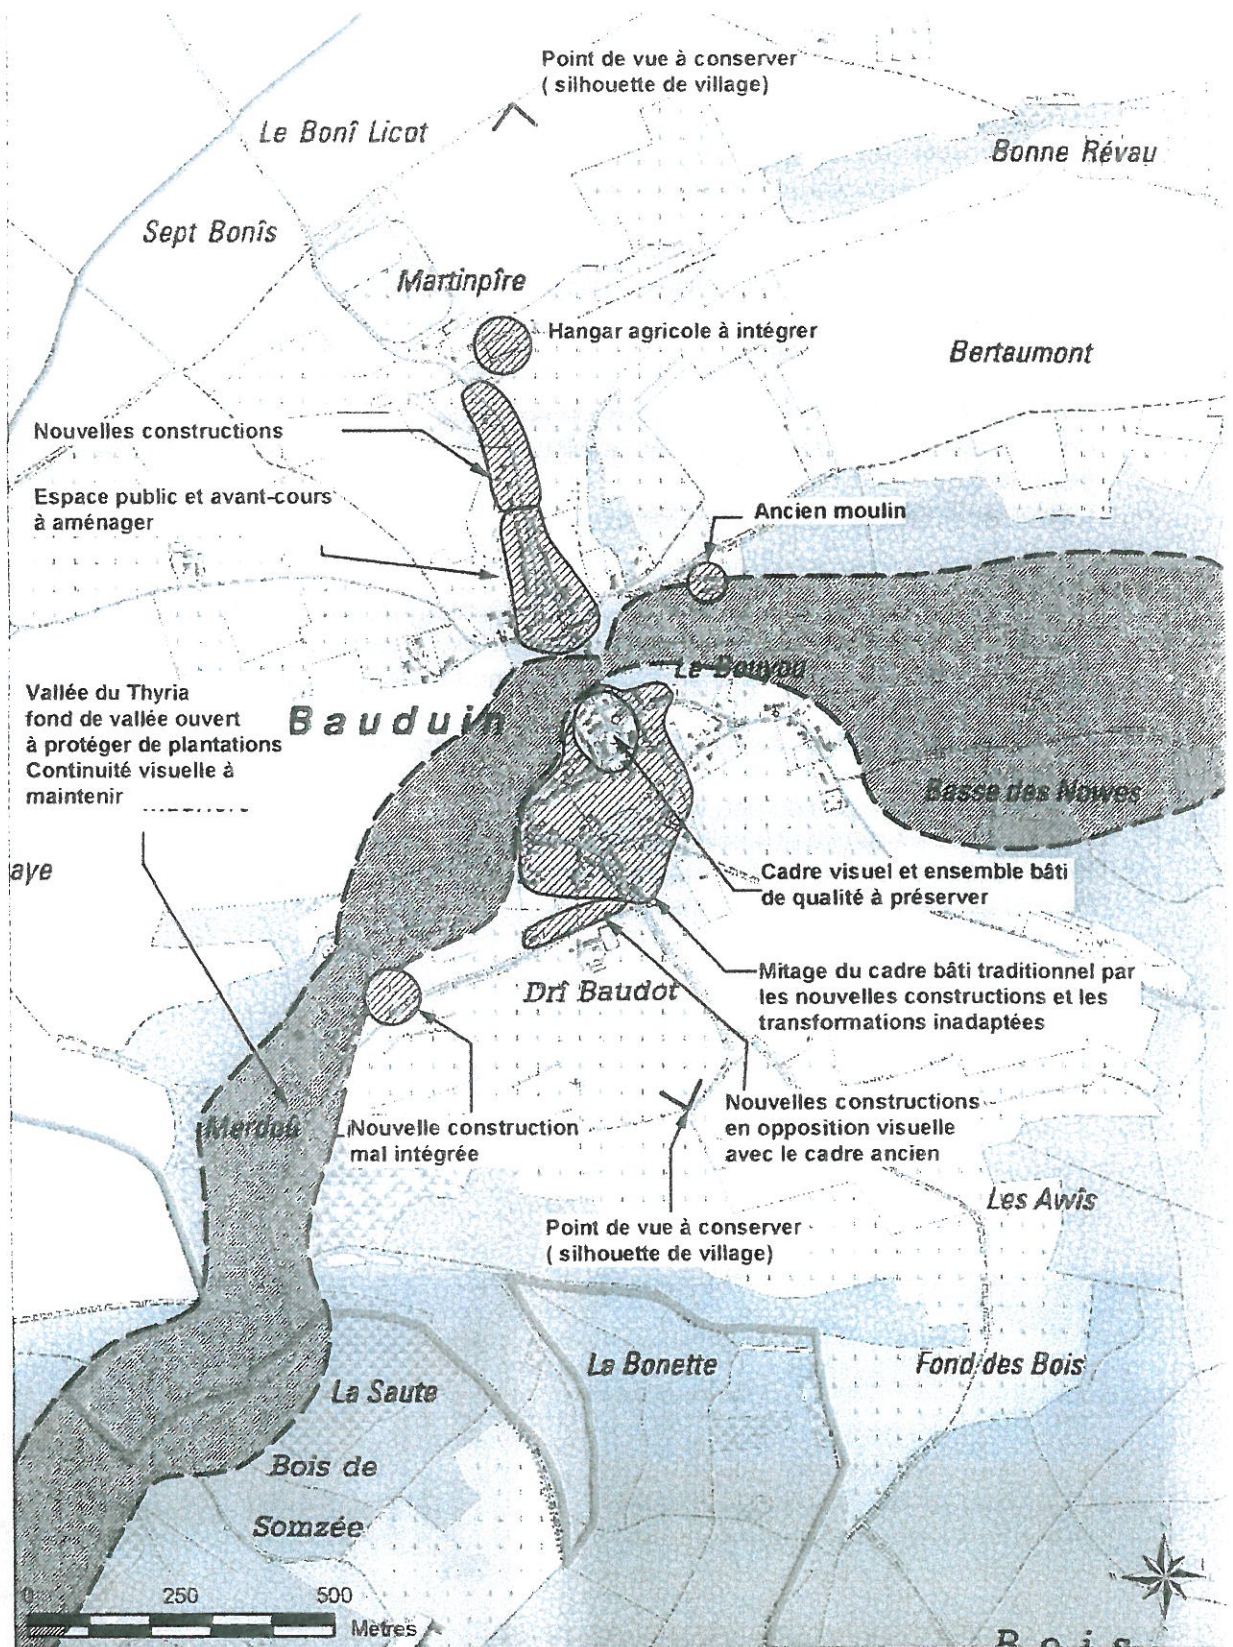 Point de vue à conserver
( silhouette de village)
Le Bonî Licot
Bonne Révau
Sept Bonîs
Martinpîre
Hangar agricole à intégrer
Bertaumont
Nouvelles constructions
Espace public et avant-cours
à aménager
Ancien moulin
Le Bouyou
Vallée du Thyria
fond de vallée ouvert
à protéger de plantations
Continuité visuelle à
maintenir
Bauduin
Basse des Nowes
aye
Cadre visuel et ensemble bâti
de qualité à préserver
Drî Baudot
Mitage du cadre bâti traditionnel par
les nouvelles constructions et les
transformations inadaptées
Merdou
Nouvelle construction
mal intégrée
Nouvelles constructions
en opposition visuelle
avec le cadre ancien
Les Awîs
Point de vue à conserver
( silhouette de village)
La Bonette
Fond des Bois
La Saute
Bois de
Somzée
0 250 500
Mètres
Bois